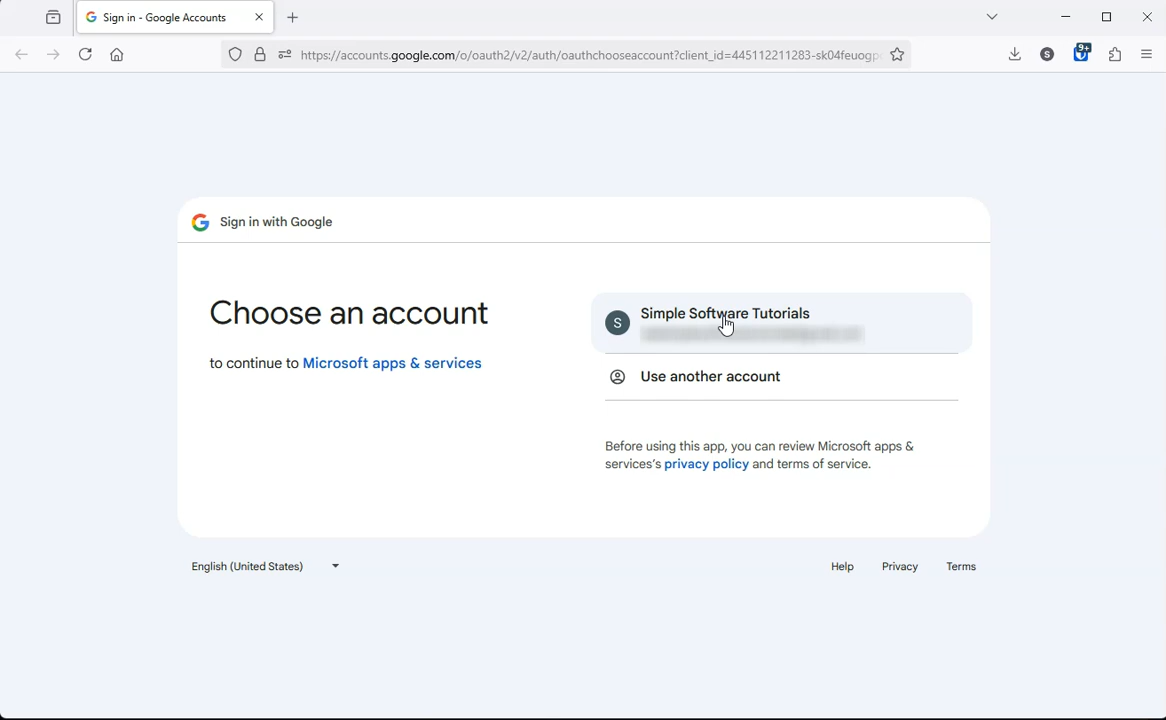 Sign in - Google Accounts
https://accounts.google.com/o/oauth2/v2/auth/oauthchooseaccount?client_id=445112211283-sk04feuogp
S
9+
Sign in with Google
Choose an account
to continue to Microsoft apps & services
S
Simple Software Tutorials
Use another account
Before using this app, you can review Microsoft apps &
services's privacy policy and terms of service.
English (United States)
Help
Privacy
Terms